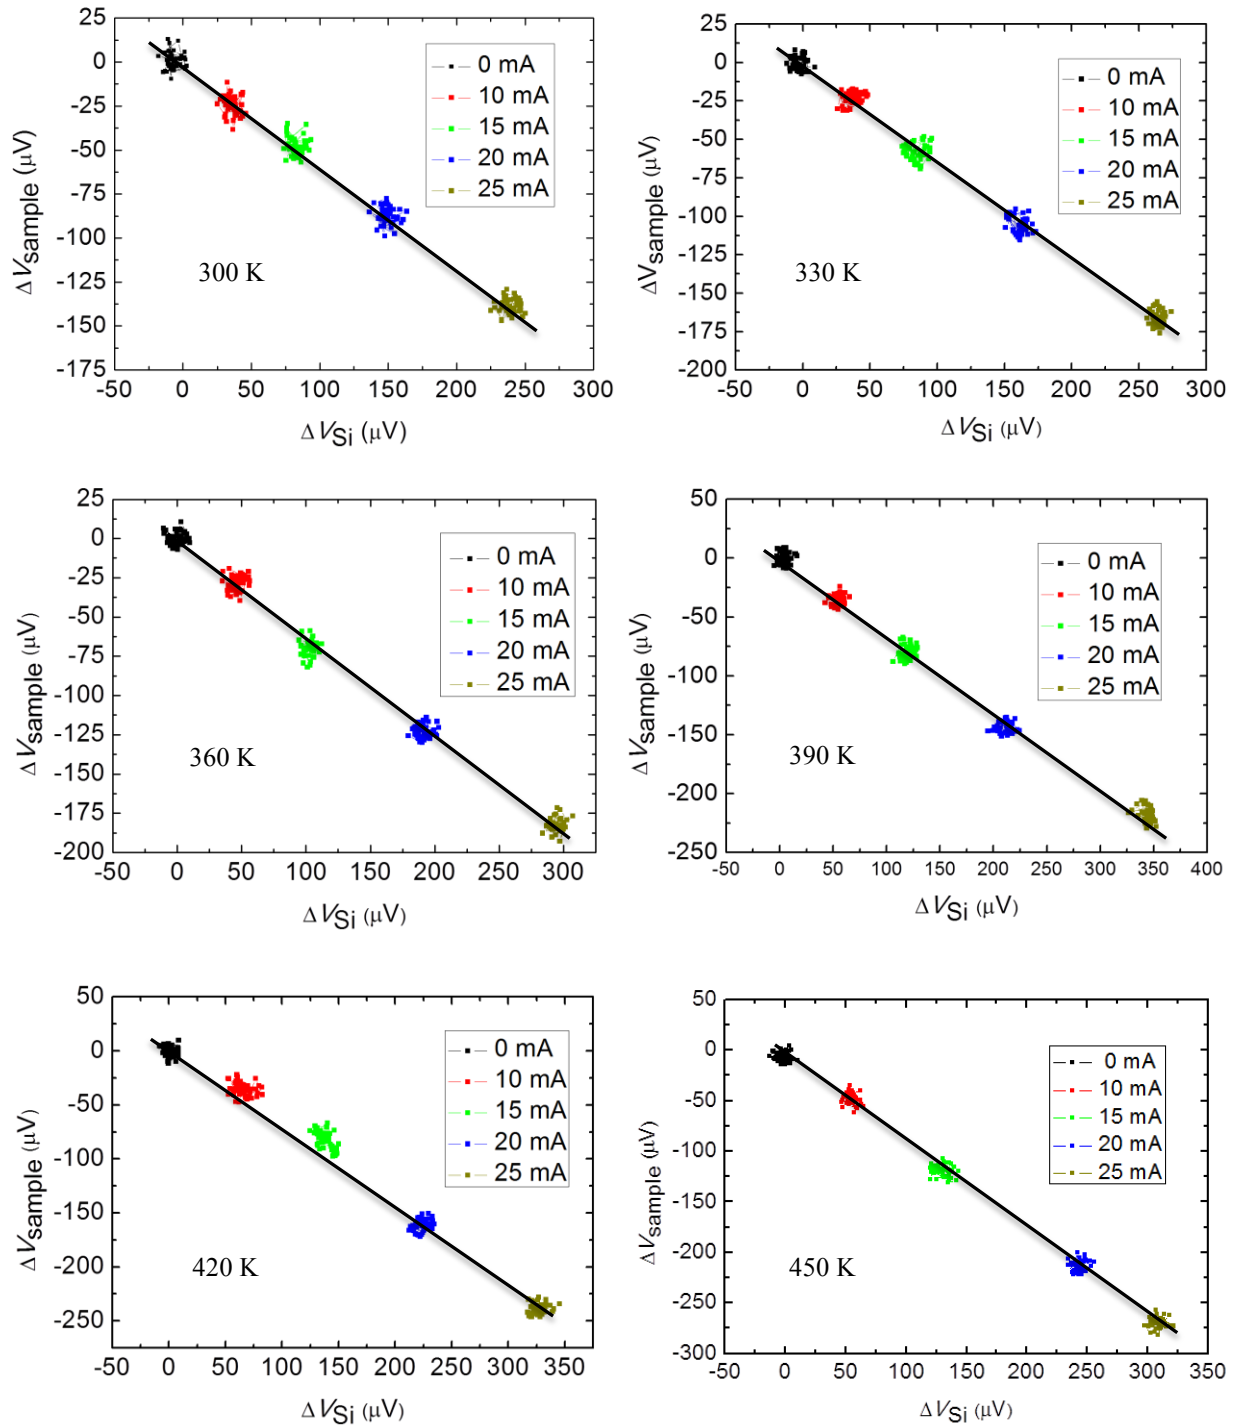 25
0
-25
-50
-75
-100
-125
-150
-175
-50 0 50 100 150 200 250 300
ΔVsample (μV)
ΔVSi (μV)
300 K
0 mA
10 mA
15 mA
20 mA
25 mA
25
0
-25
-50
-75
-100
-125
-150
-175
-200
-50 0 50 100 150 200 250 300
ΔVsample (μV)
ΔVSi (μV)
330 K
0 mA
10 mA
15 mA
20 mA
25 mA
25
0
-25
-50
-75
-100
-125
-150
-175
-200
-50 0 50 100 150 200 250 300
ΔVsample (μV)
ΔVSi (μV)
360 K
0 mA
10 mA
15 mA
20 mA
25 mA
50
0
-50
-100
-150
-200
-250
-50 0 50 100 150 200 250 300 350 400
ΔVsample (μV)
ΔVSi (μV)
390 K
0 mA
10 mA
15 mA
20 mA
25 mA
50
0
-50
-100
-150
-200
-250
-50 0 50 100 150 200 250 300 350
ΔVsample (μV)
ΔVSi (μV)
420 K
0 mA
10 mA
15 mA
20 mA
25 mA
50
0
-50
-100
-150
-200
-250
-300
-50 0 50 100 150 200 250 300 350
ΔVsample (μV)
ΔVSi (μV)
450 K
0 mA
10 mA
15 mA
20 mA
25 mA